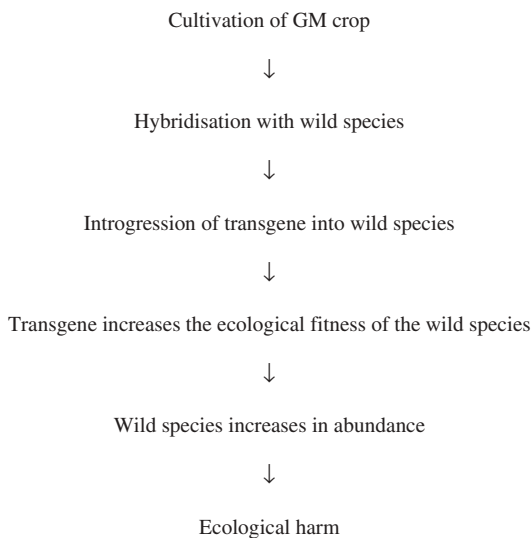 Cultivation of GM crop
↓
Hybridisation with wild species
↓
Introgression of transgene into wild species
↓
Transgene increases the ecological fitness of the wild species
↓
Wild species increases in abundance
↓
Ecological harm